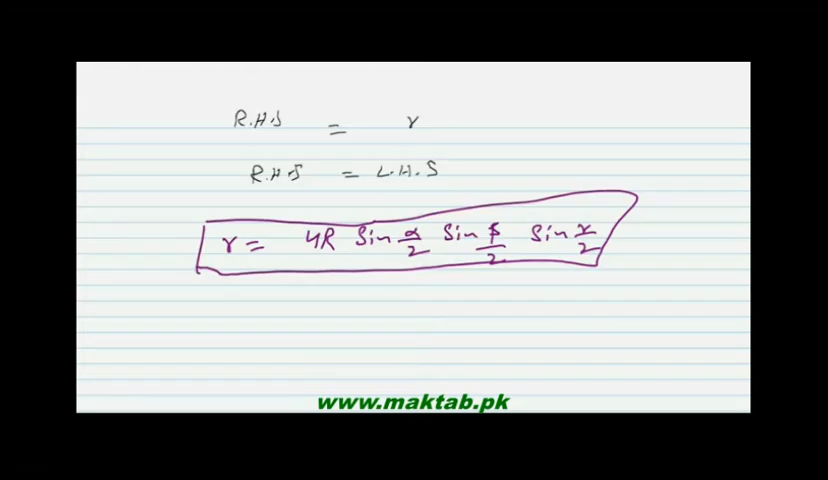 R.H.S = r
R.H.S = L.H.S
r = 4R Sin α/2 Sin β/2 Sin γ/2
www.maktab.pk